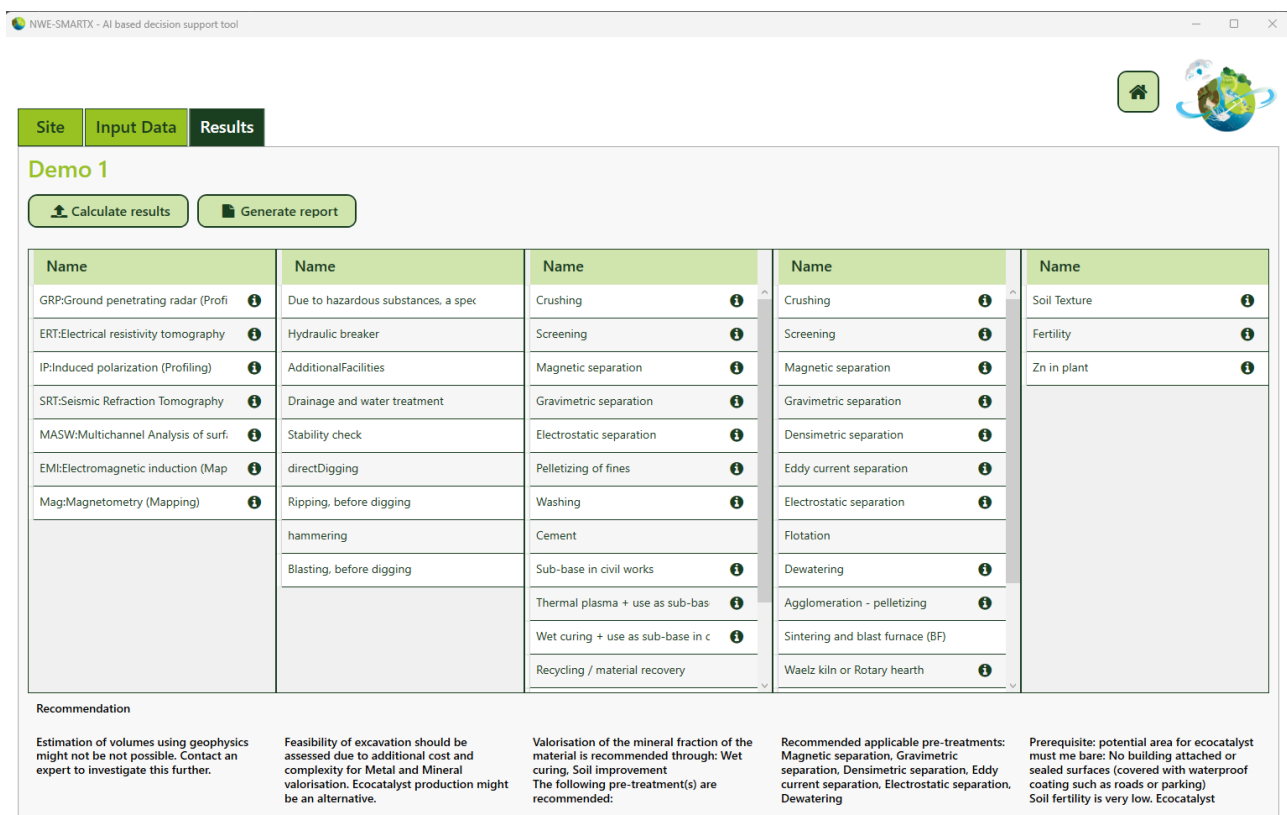 NWE-SMARTX - AI based decision support tool
Site
Input Data
Results
Demo 1
Calculate results
Generate report
Name
GRP:Ground penetrating radar (Profi
ERT:Electrical resistivity tomography
IP:Induced polarization (Profiling)
SRT:Seismic Refraction Tomography
MASW:Multichannel Analysis of surf
EMI:Electromagnetic induction (Map
Mag:Magnetometry (Mapping)
Name
Due to hazardous substances, a spec
Hydraulic breaker
AdditionalFacilities
Drainage and water treatment
Stability check
directDigging
Ripping, before digging
hammering
Blasting, before digging
Name
Crushing
Screening
Magnetic separation
Gravimetric separation
Electrostatic separation
Pelletizing of fines
Washing
Cement
Sub-base in civil works
Thermal plasma + use as sub-bas
Wet curing + use as sub-base in c
Recycling / material recovery
Name
Crushing
Screening
Magnetic separation
Gravimetric separation
Densimetric separation
Eddy current separation
Electrostatic separation
Flotation
Dewatering
Agglomeration - pelletizing
Sintering and blast furnace (BF)
Waelz kiln or Rotary hearth
Name
Soil Texture
Fertility
Zn in plant
Recommendation
Estimation of volumes using geophysics
might not be not possible. Contact an
expert to investigate this further.
Feasibility of excavation should be
assessed due to additional cost and
complexity for Metal and Mineral
valorisation. Ecocatalyst production might
be an alternative.
Valorisation of the mineral fraction of the
material is recommended through: Wet
curing, Soil improvement
The following pre-treatment(s) are
recommended:
Recommended applicable pre-treatments:
Magnetic separation, Gravimetric
separation, Densimetric separation, Eddy
current separation, Electrostatic separation,
Dewatering
Prerequisite: potential area for ecocatalyst
must me bare: No building attached or
sealed surfaces (covered with waterproof
coating such as roads or parking)
Soil fertility is very low. Ecocatalyst